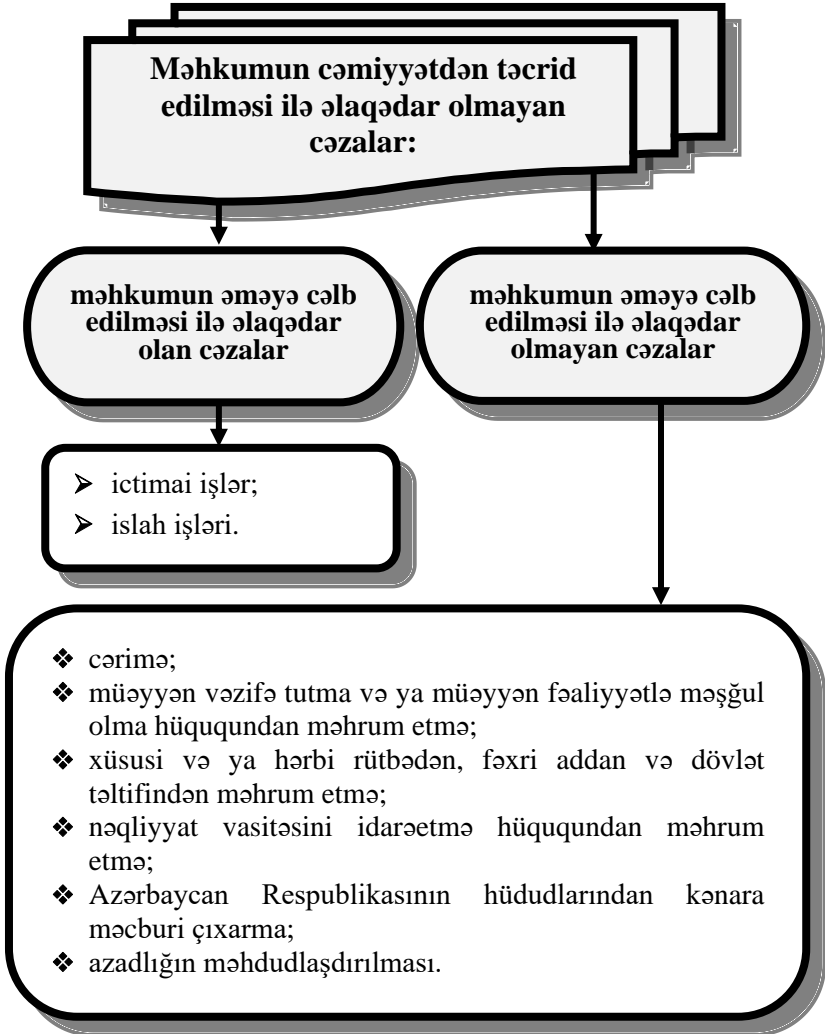 Məhkumun cəmiyyətdən təcrid
edilməsi ilə əlaqədar olmayan
cəzalar:
məhkumun əməyə cəlb
edilməsi ilə əlaqədar
olan cəzalar
məhkumun əməyə cəlb
edilməsi ilə əlaqədar
olmayan cəzalar
➢ ictimai işlər;
➢ islah işləri.
❖ cərimə;
❖ müəyyən vəzifə tutma və ya müəyyən fəaliyyətlə məşğul
olma hüququndan məhrum etmə;
❖ xüsusi və ya hərbi rütbədən, fəxri addan və dövlət
təltifindən məhrum etmə;
❖ nəqliyyat vasitəsini idarəetmə hüququndan məhrum
etmə;
❖ Azərbaycan Respublikasının hüdudlarından kənara
məcburi çıxarma;
❖ azadlığın məhdudlaşdırılması.